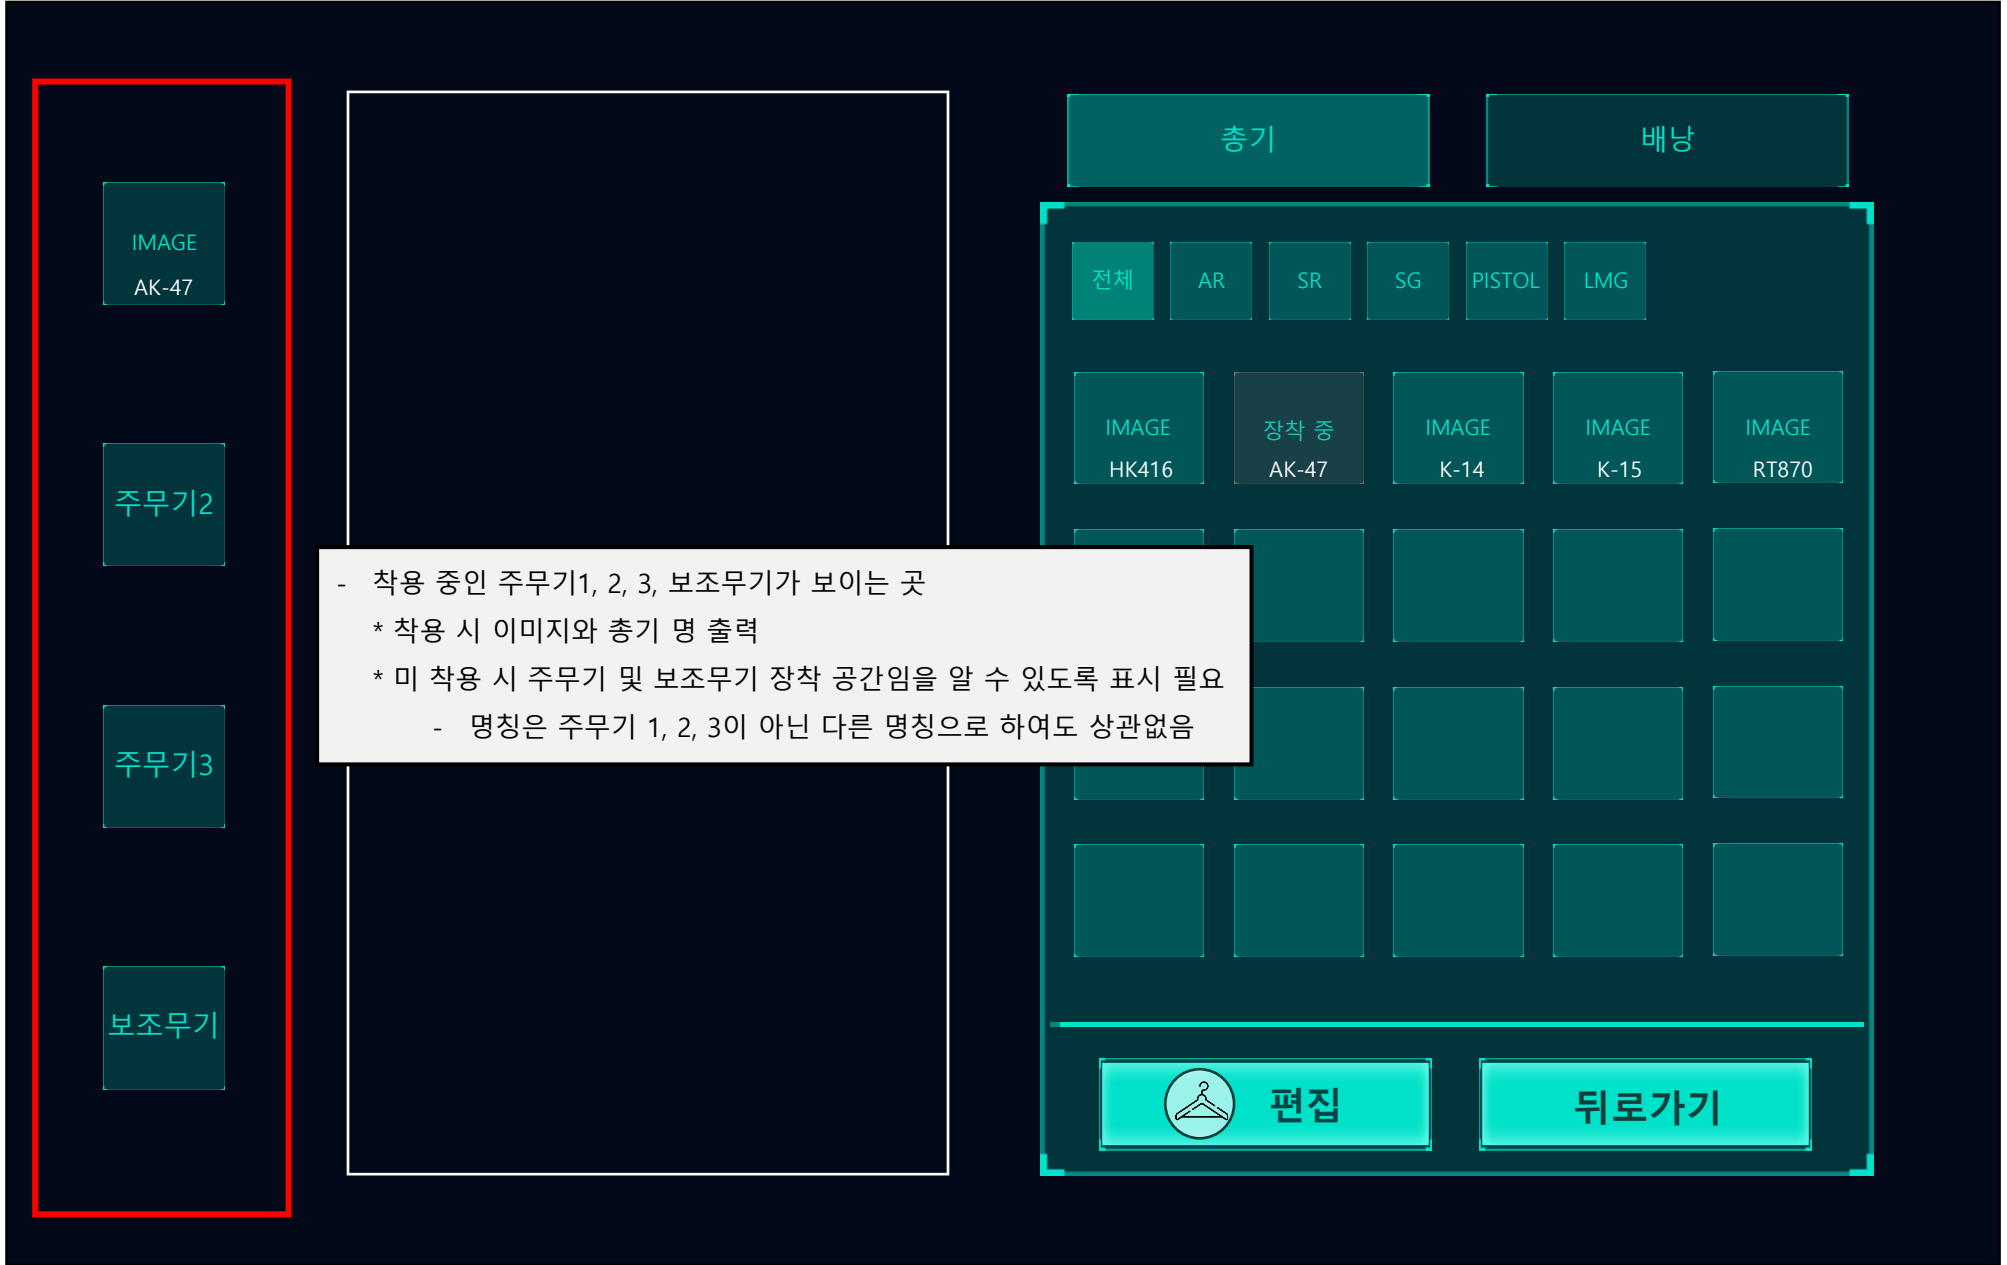 IMAGE
AK-47
주무기2
주무기3
보조무기
- 착용 중인 주무기1, 2, 3, 보조무기가 보이는 곳
* 착용 시 이미지와 총기 명 출력
* 미 착용 시 주무기 및 보조무기 장착 공간임을 알 수 있도록 표시 필요
- 명칭은 주무기 1, 2, 3이 아닌 다른 명칭으로 하여도 상관없음
총기 배낭
전체 AR SR SG PISTOL LMG
IMAGE 장착 중 IMAGE IMAGE IMAGE
HK416 AK-47 K-14 K-15 RT870
편집 뒤로가기